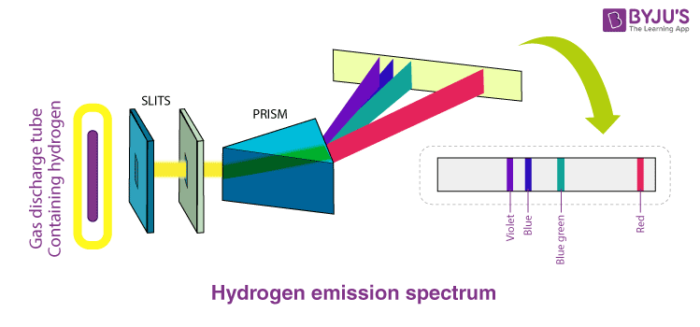 BYJU'S
The Learning App
SLITS
PRISM
Gas discharge tube
Containing hydrogen
Violet
Blue
Blue green
Red
Hydrogen emission spectrum